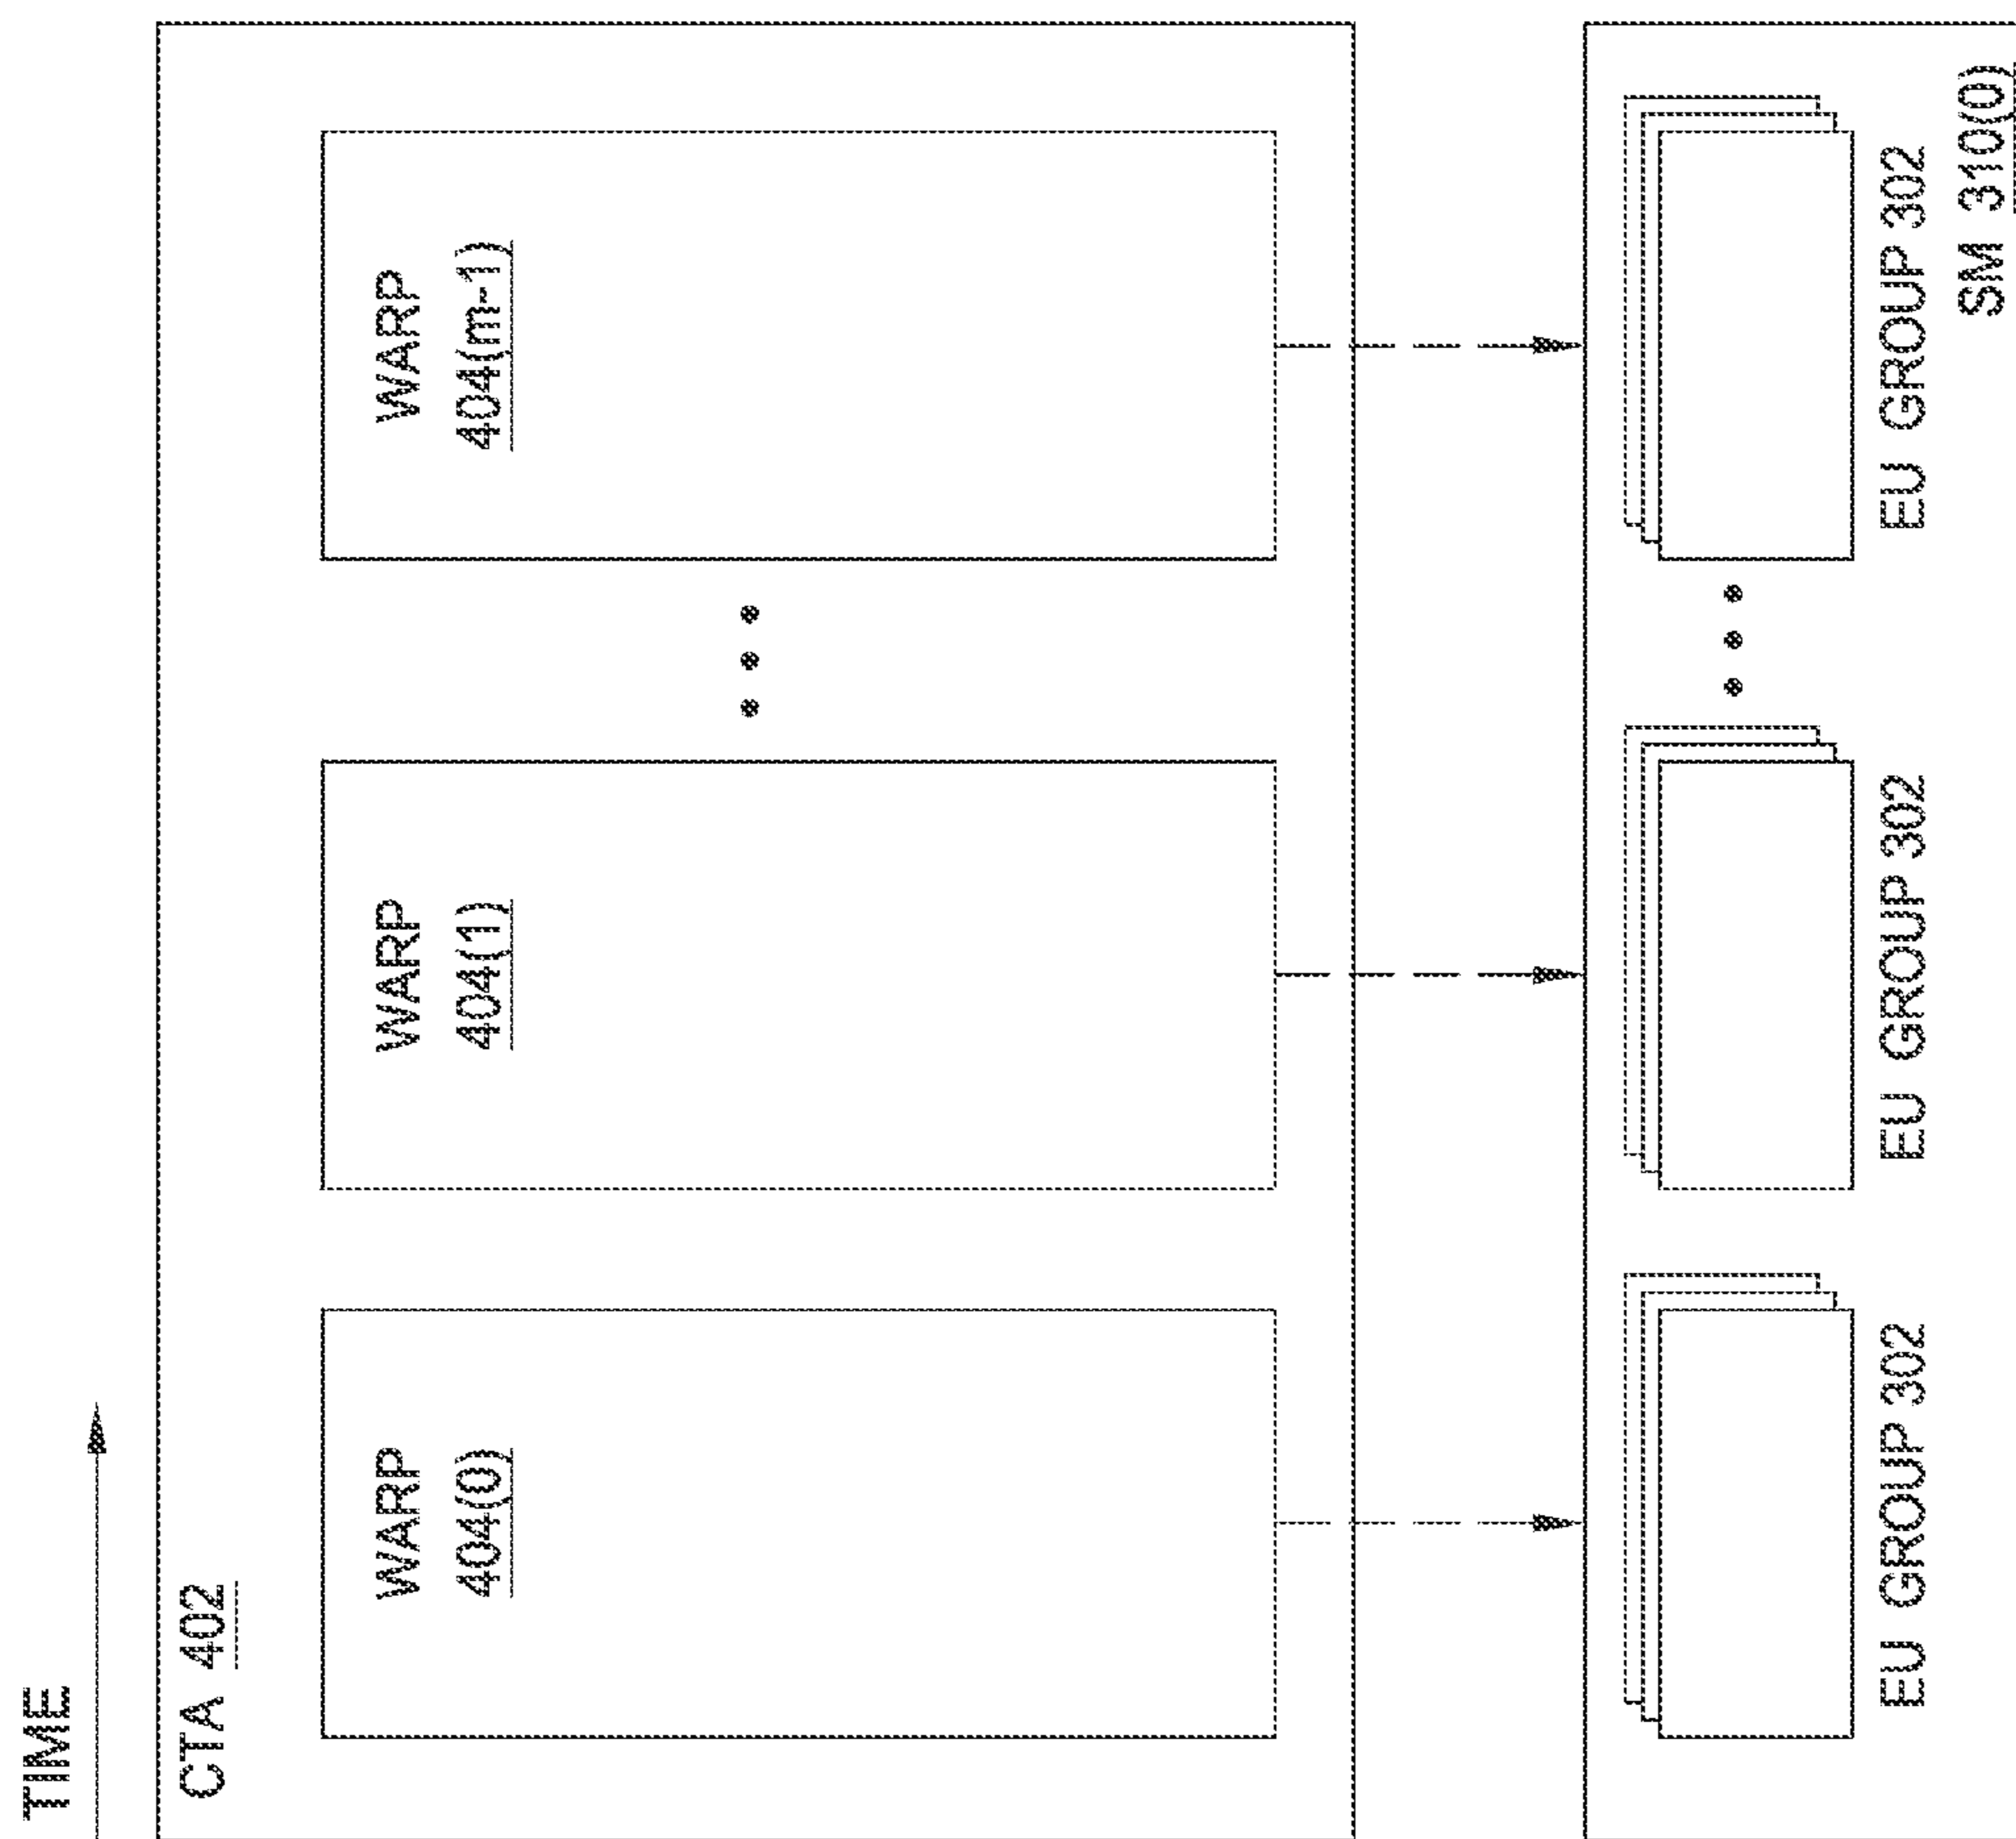 TIME
CTA 402
WARP
404(0)
WARP
404(1)
WARP
404(m-1)
EU GROUP 302
EU GROUP 302
EU GROUP 302
SM 310(0)